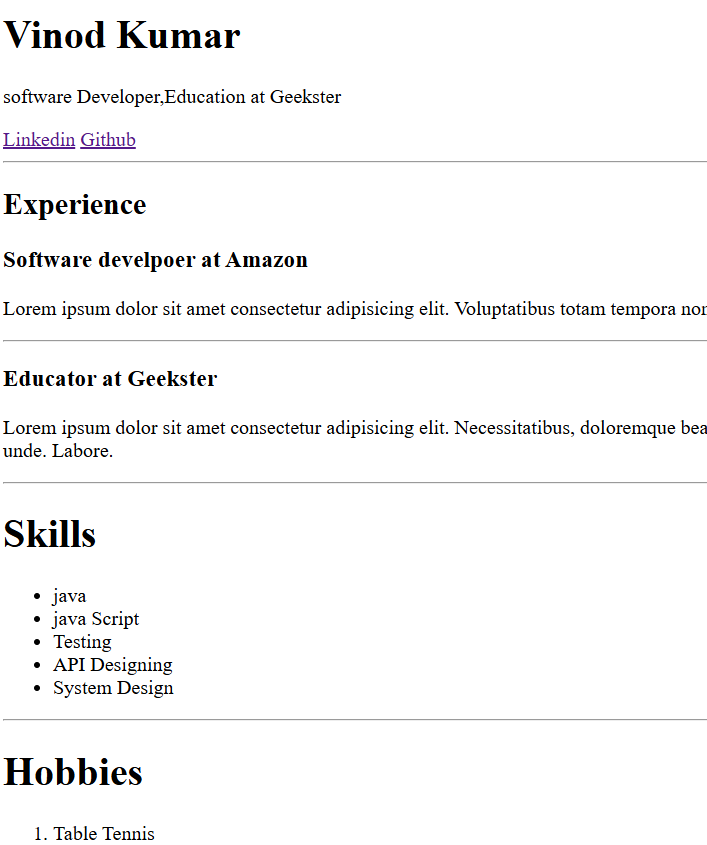 Vinod Kumar
software Developer,Education at Geekster
Linkedin Github
Experience
Software develpoer at Amazon
Lorem ipsum dolor sit amet consectetur adipisicing elit. Voluptatibus totam tempora non
Educator at Geekster
Lorem ipsum dolor sit amet consectetur adipisicing elit. Necessitatibus, doloremque bea
unde. Labore.
Skills
• java
• java Script
• Testing
• API Designing
• System Design
Hobbies
1. Table Tennis